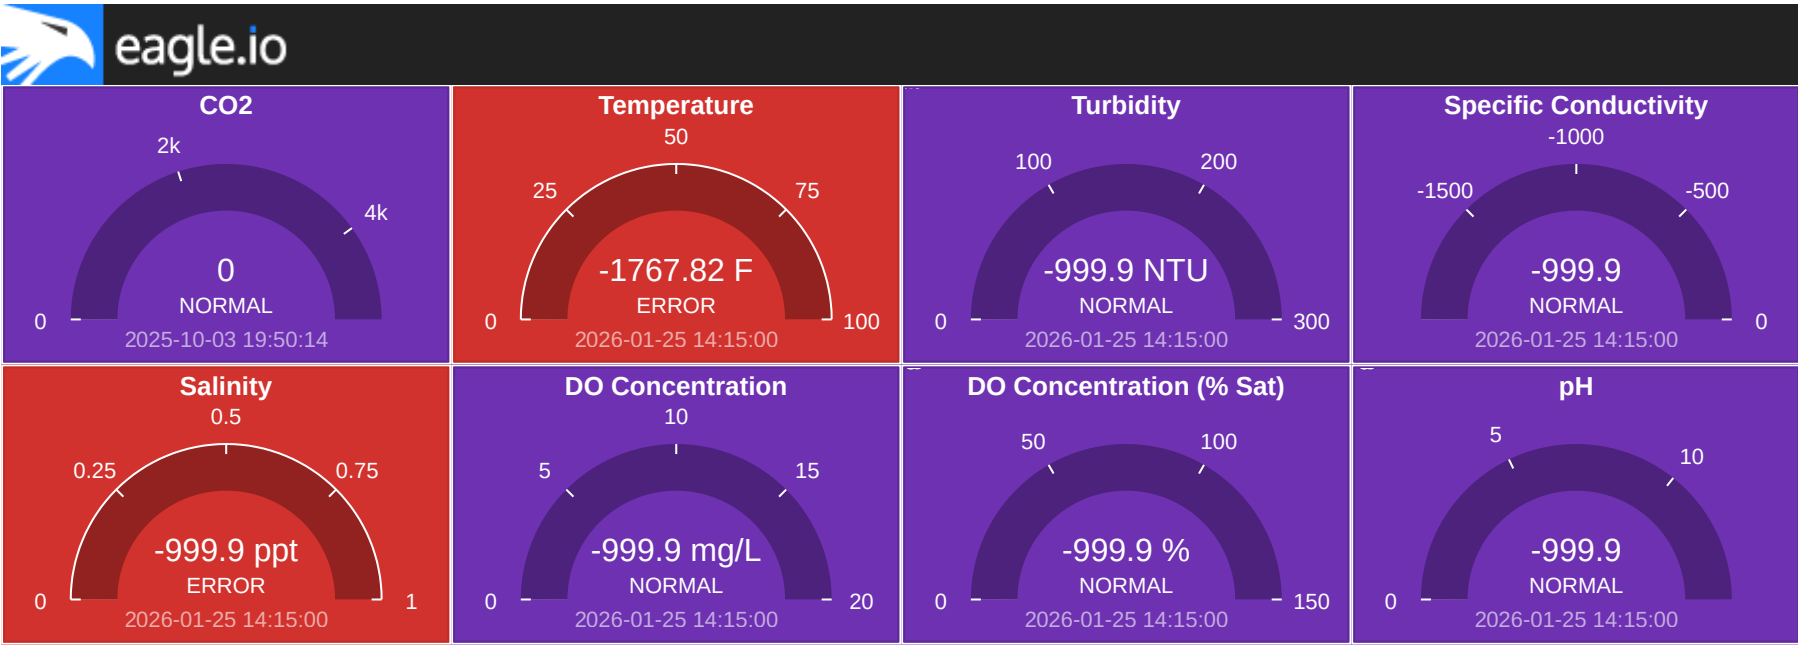 eagle.io
CO2
2k
4k
0
0
NORMAL
2025-10-03 19:50:14
Temperature
50
25
75
-1767.82 F
ERROR
0
100
2026-01-25 14:15:00
Turbidity
100
200
-999.9 NTU
NORMAL
0
300
2026-01-25 14:15:00
Specific Conductivity
-1000
-1500
-500
-999.9
NORMAL
0
2026-01-25 14:15:00
Salinity
0.5
0.25
0.75
-999.9 ppt
ERROR
0
1
2026-01-25 14:15:00
DO Concentration
10
5
15
-999.9 mg/L
NORMAL
0
20
2026-01-25 14:15:00
DO Concentration (% Sat)
50
100
-999.9 %
NORMAL
0
150
2026-01-25 14:15:00
pH
5
10
-999.9
NORMAL
0
2026-01-25 14:15:00